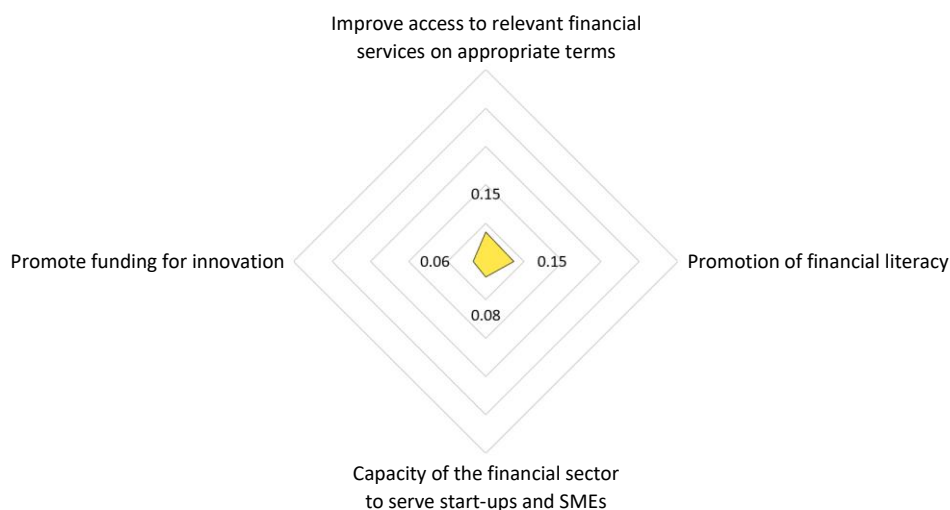 Improve access to relevant financial
services on appropriate terms
0.15
Promote funding for innovation
0.06
0.15
Promotion of financial literacy
0.08
Capacity of the financial sector
to serve start-ups and SMEs